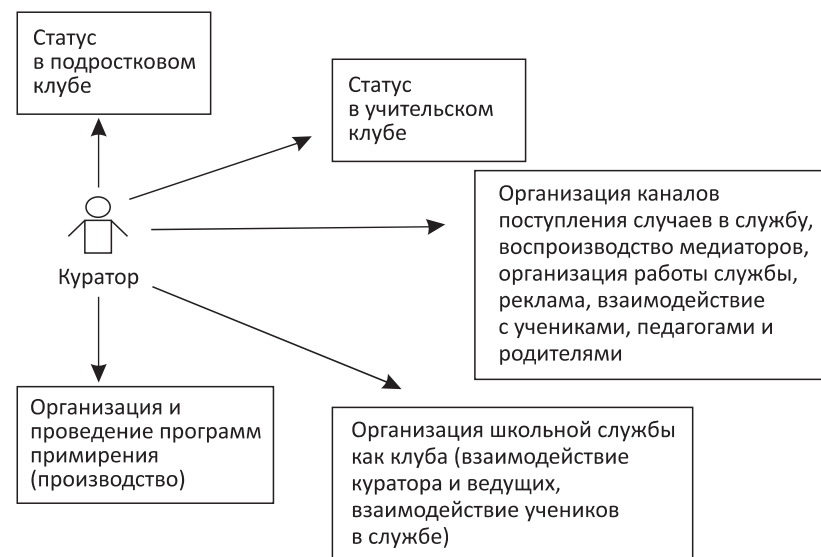 Статус
в подростковом
клубе
Статус
в учительском
клубе
Организация каналов
поступления случаев в службу,
воспроизводство медиаторов,
организация работы службы,
реклама, взаимодействие
с учениками, педагогами и
родителями
Куратор
Организация и
проведение программ
примирения
(производство)
Организация школьной службы
как клуба (взаимодействие
куратора и ведущих,
взаимодействие учеников
в службе)